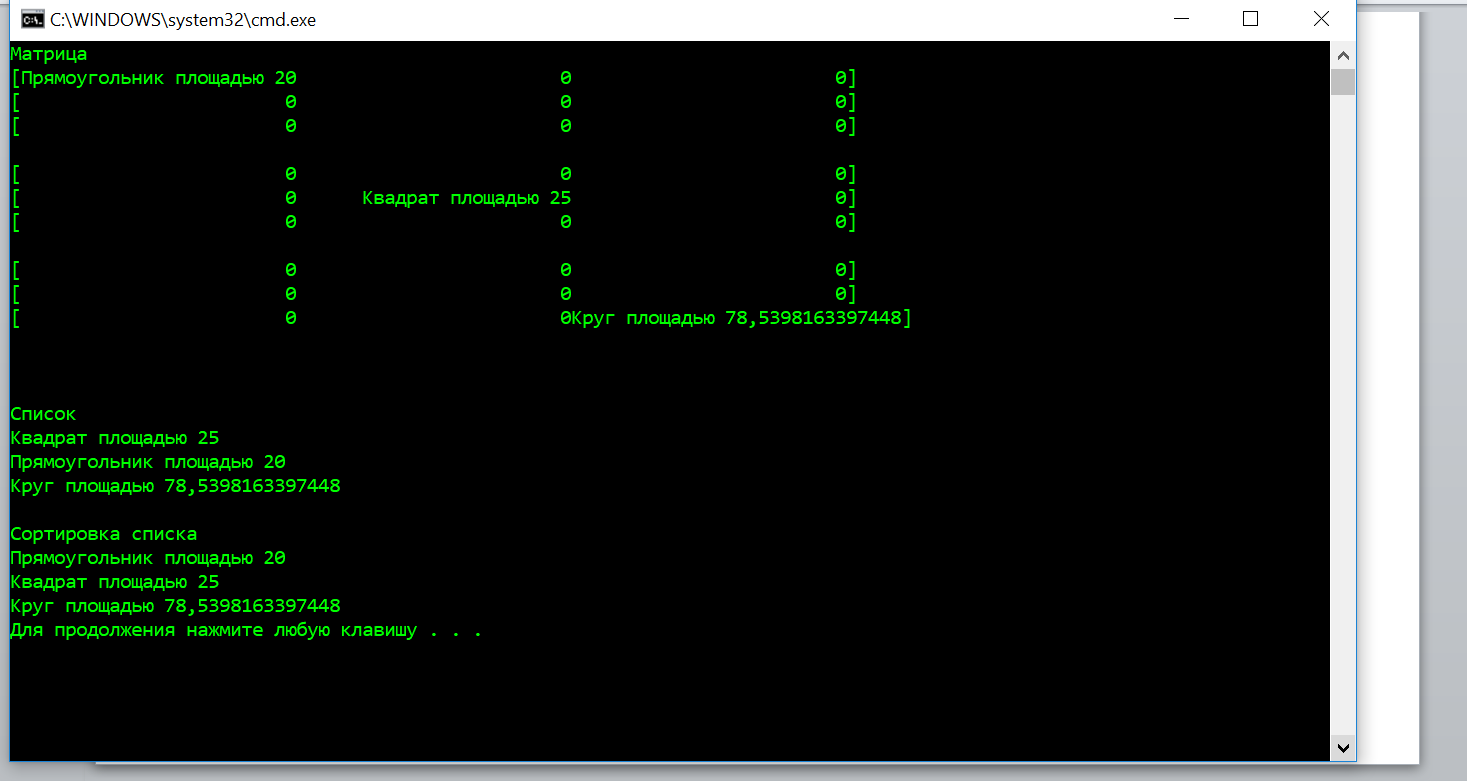 C:\WINDOWS\system32\cmd.exe
Матрица
[Прямоугольник площадью 20                        0                        0]
[                        0                        0                        0]
[                        0                        0                        0]

[                        0                        0                        0]
[                        0      Квадрат площадью 25                        0]
[                        0                        0                        0]

[                        0                        0                        0]
[                        0                        0                        0]
[                        0                        0Круг площадью 78,5398163397448]

Список
Квадрат площадью 25
Прямоугольник площадью 20
Круг площадью 78,5398163397448

Сортировка списка
Прямоугольник площадью 20
Квадрат площадью 25
Круг площадью 78,5398163397448
Для продолжения нажмите любую клавишу . . .